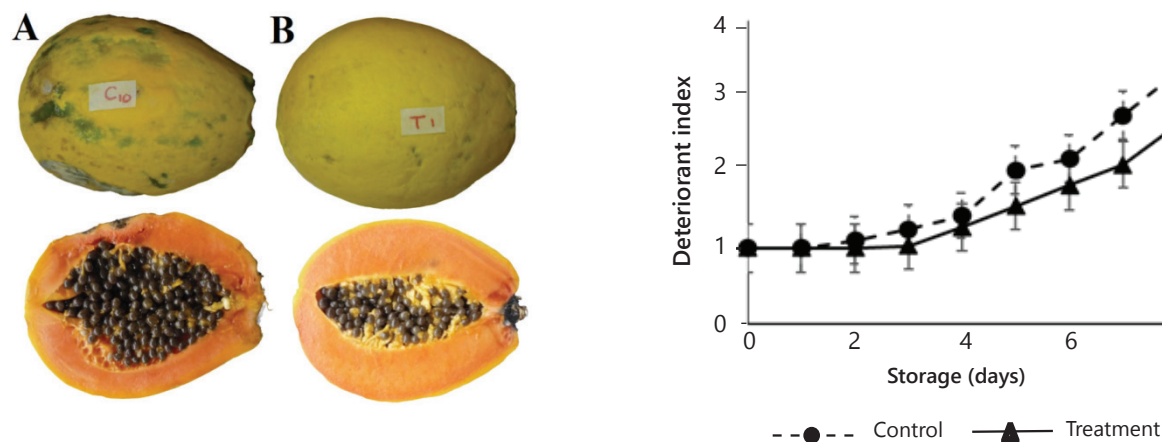 A
B
C10
T1
4
3
2
1
0
Deteriorant index
0 2 4 6
Storage (days)
Control Treatment